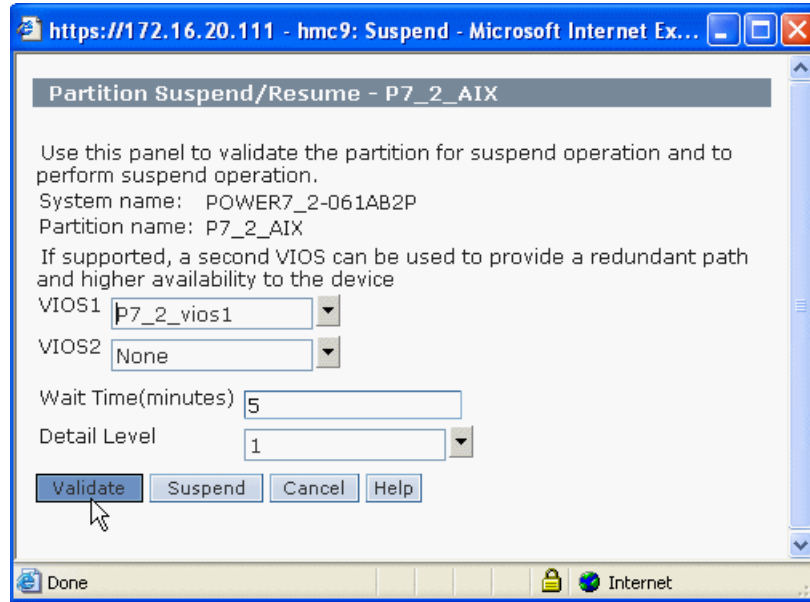 https://172.16.20.111 - hmc9: Suspend - Microsoft Internet Ex...
Partition Suspend/Resume - P7_2_AIX
Use this panel to validate the partition for suspend operation and to
perform suspend operation.
System name: POWER7_2-061AB2P
Partition name: P7_2_AIX
If supported, a second VIOS can be used to provide a redundant path
and higher availability to the device
VIOS1 P7_2_vios1
VIOS2 None
Wait Time(minutes) 5
Detail Level 1
Validate Suspend Cancel Help
Done Internet